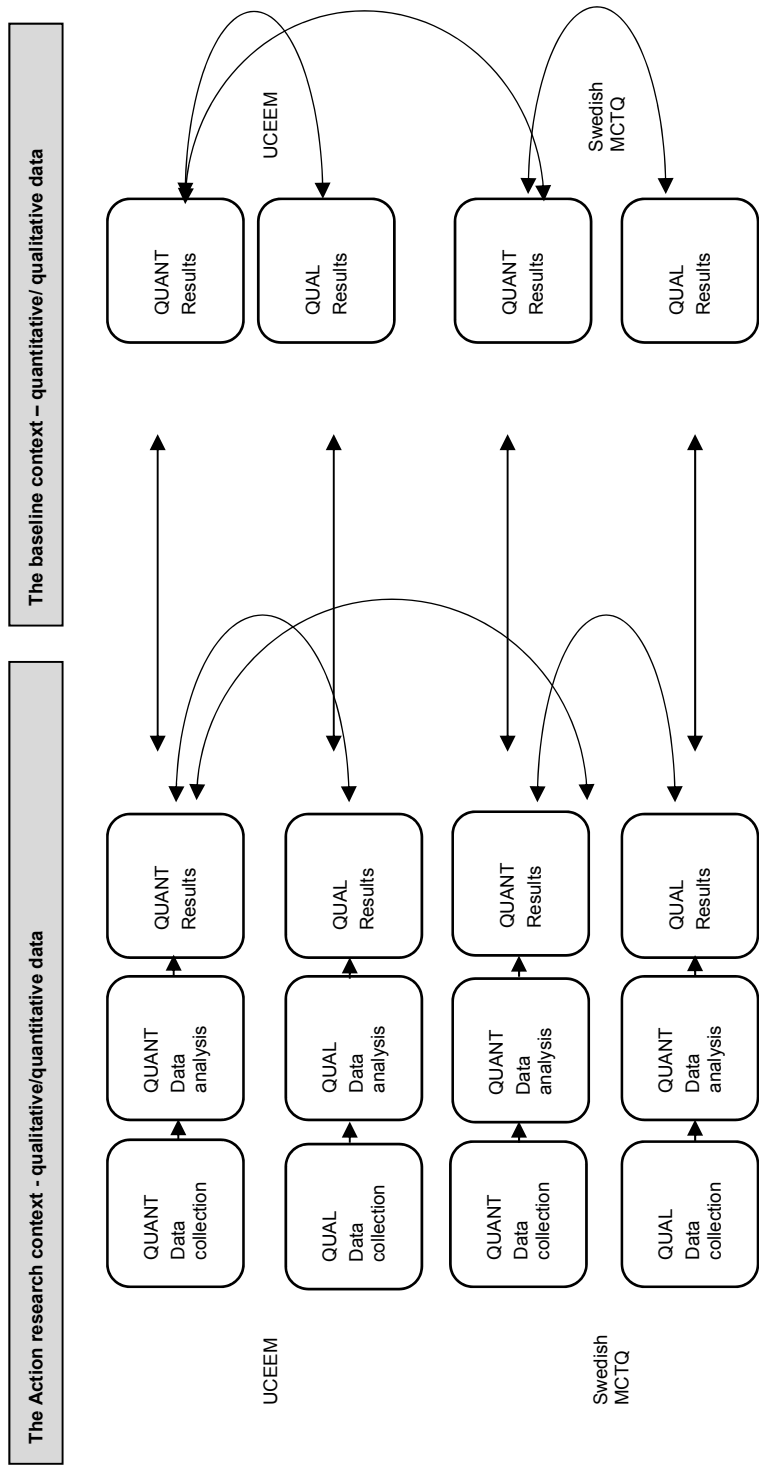 The Action research context - qualitative/quantitative data
The baseline context – quantitative/ qualitative data
QUANT
Data
collection
QUANT
Data
analysis
QUANT
Results
QUANT
Results
UCEEM
UCEEM
QUAL
Data
collection
QUAL
Data
analysis
QUAL
Results
QUAL
Results
QUANT
Data
collection
QUANT
Data
analysis
QUANT
Results
QUANT
Results
Swedish
MCTQ
Swedish
MCTQ
QUAL
Data
collection
QUANT
Data
analysis
QUAL
Results
QUAL
Results